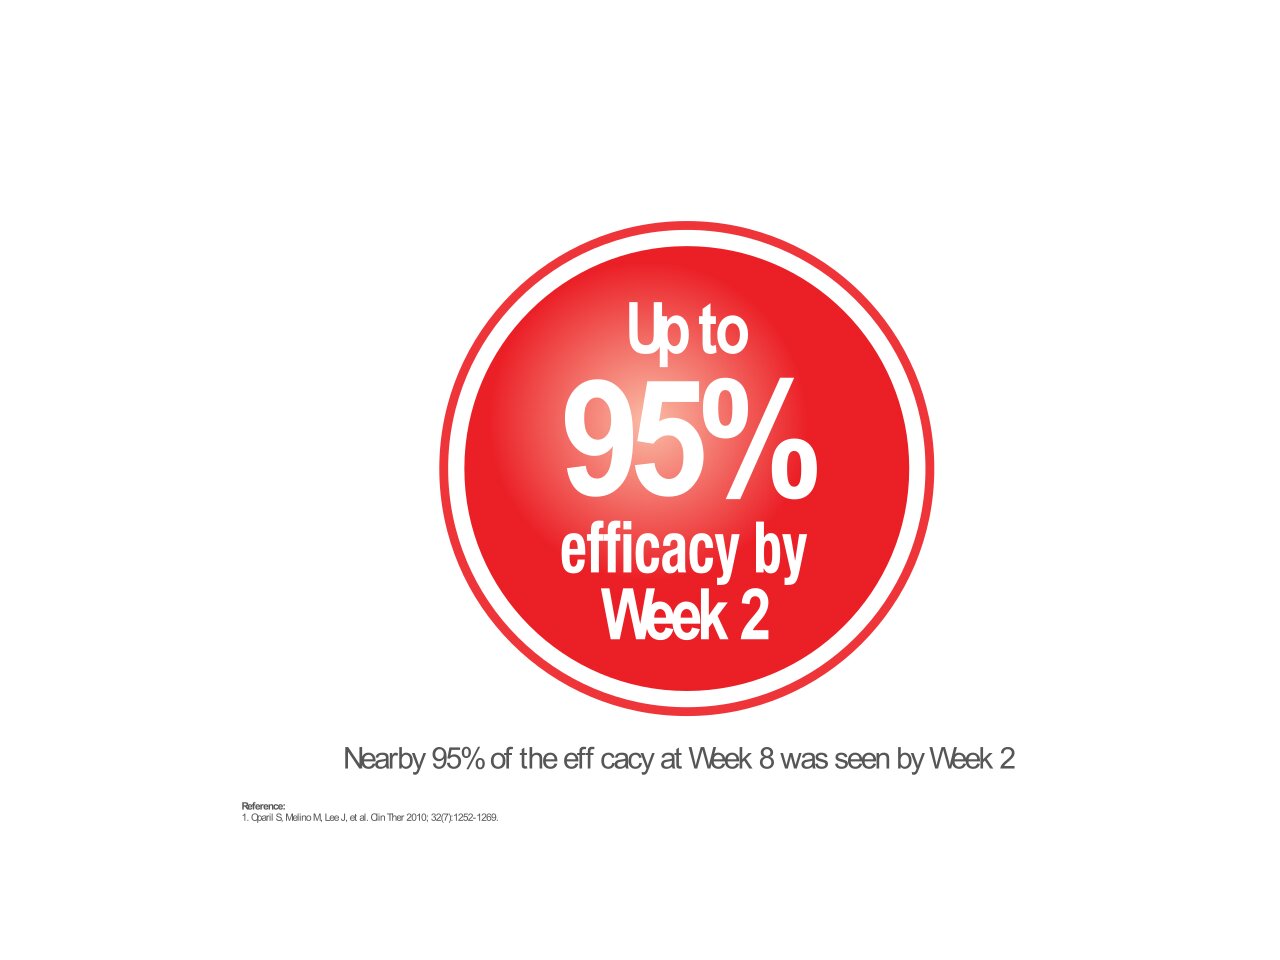 Up to
95%
efficacy by
Week 2
Nearby 95% of the eff cacy at Week 8 was seen by Week 2
Reference:
1. Oparil S, Melino M, Lee J, et al. Clin Ther 2010; 32(7):1252-1269.